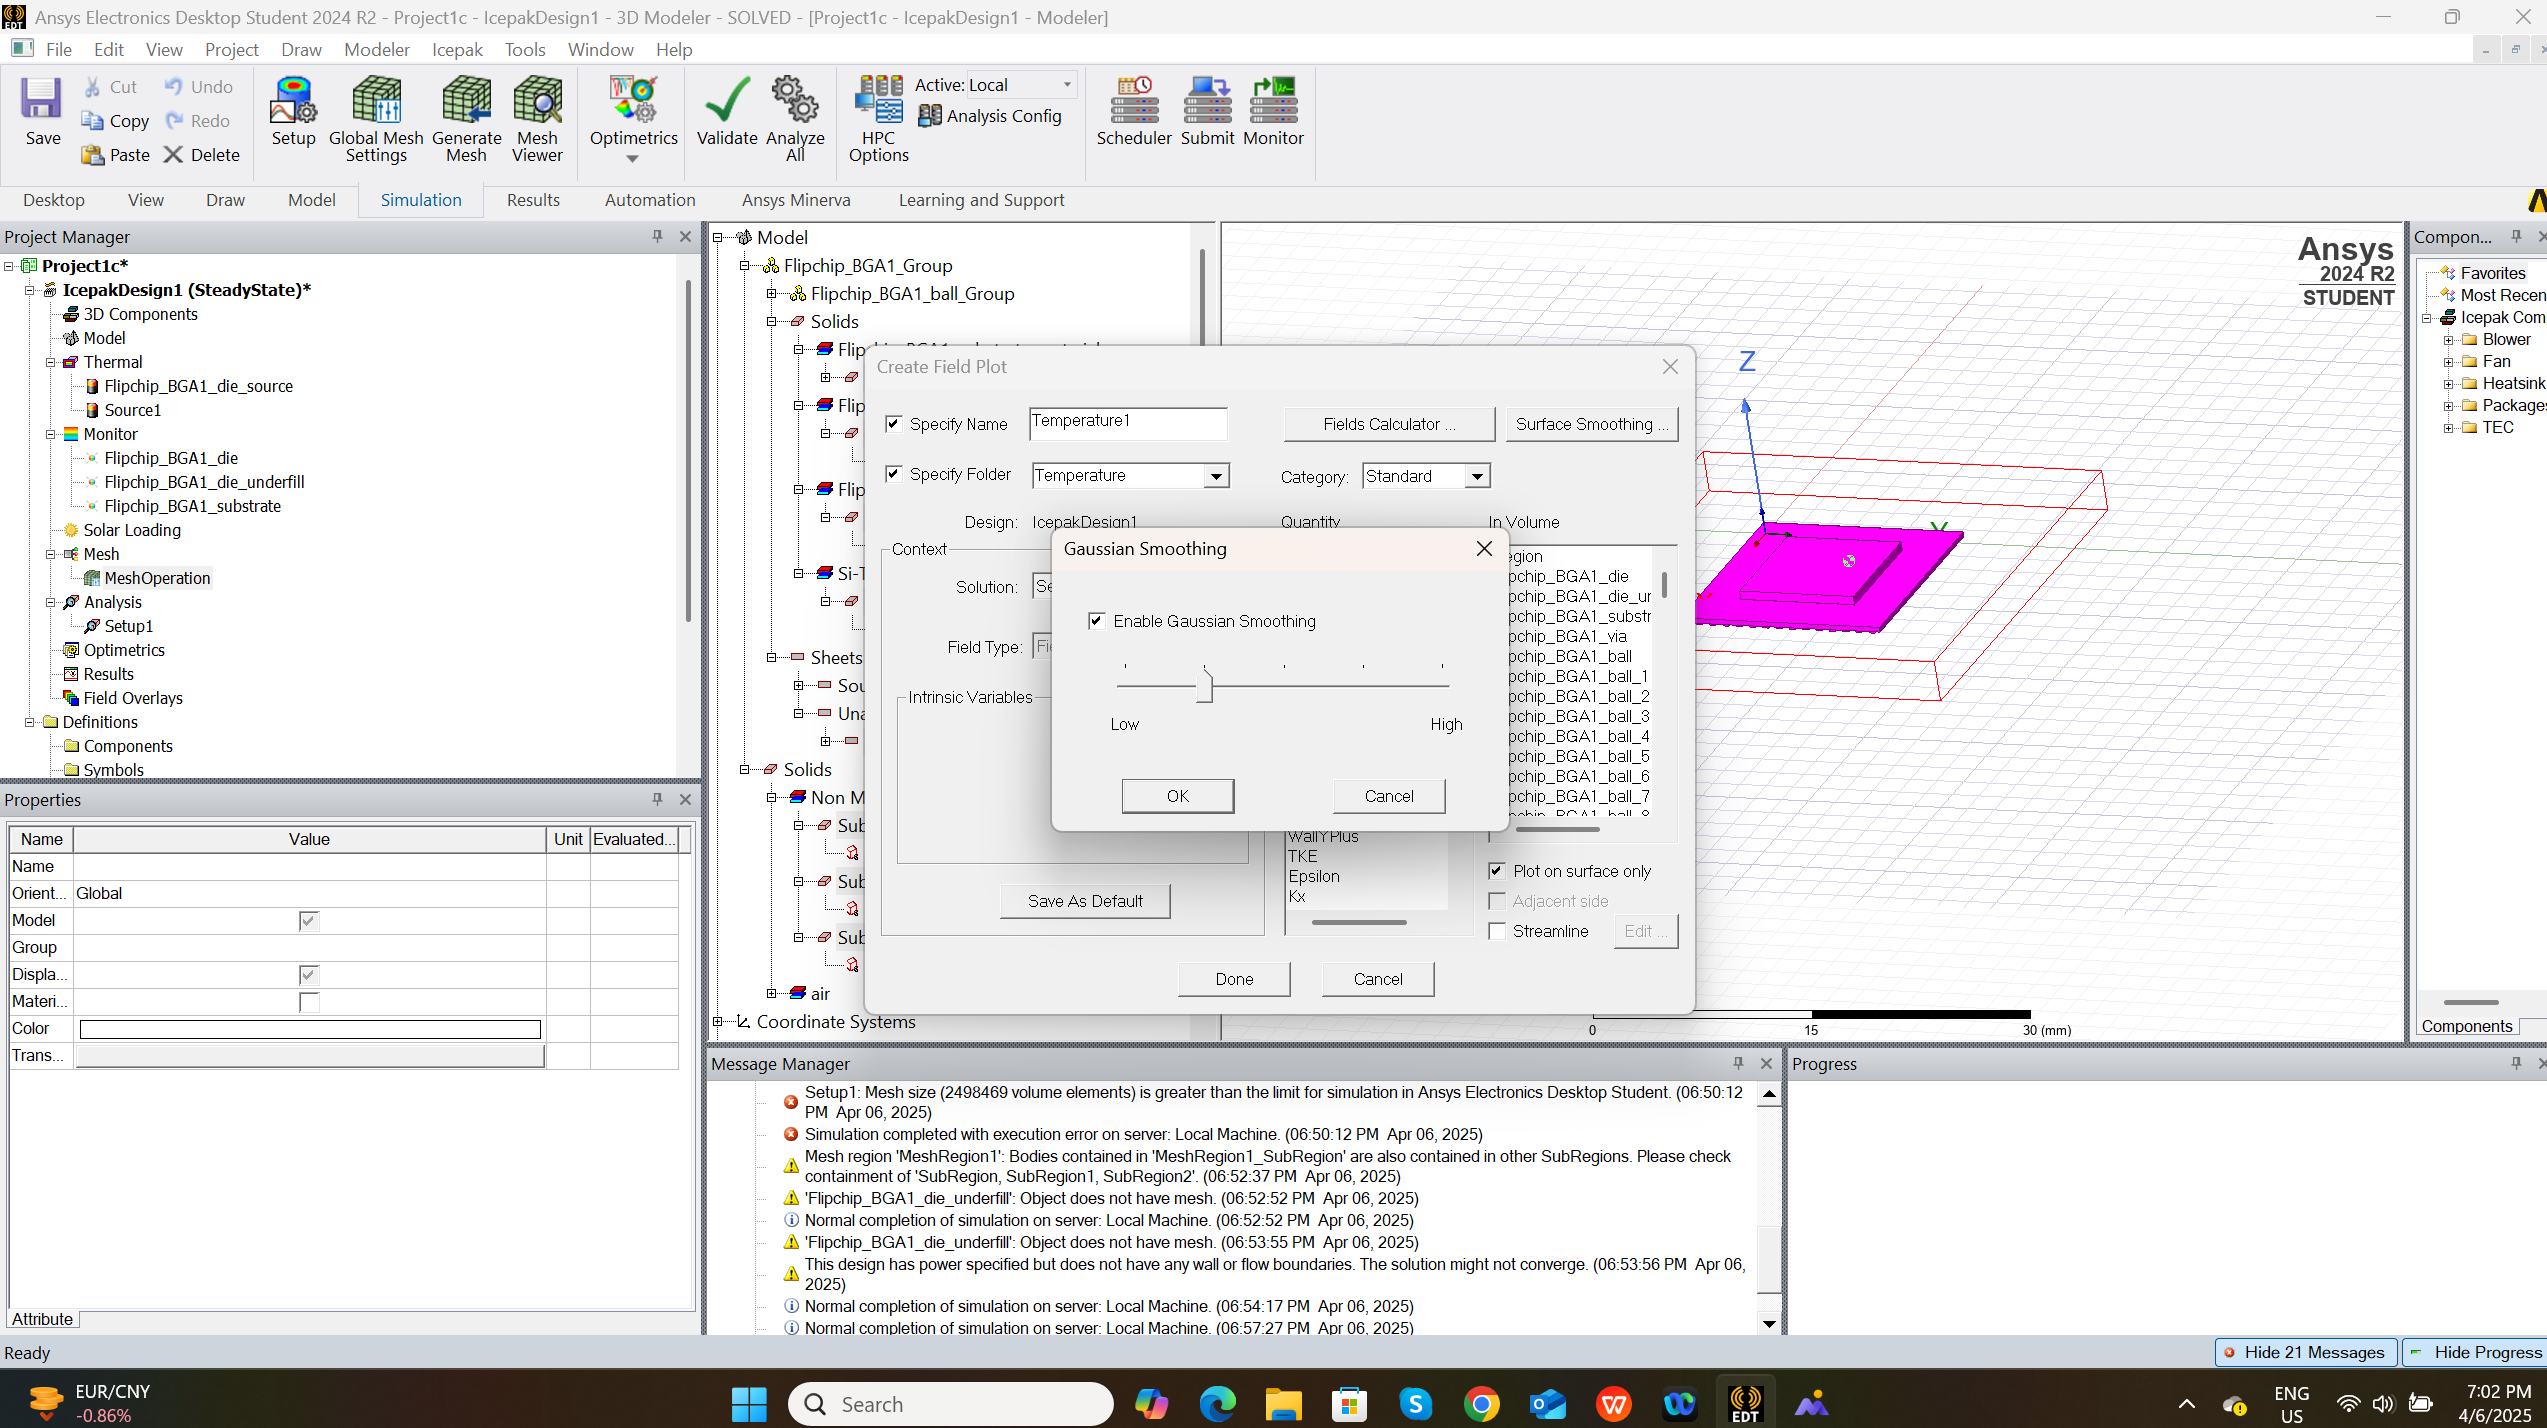 Ansys Electronics Desktop Student 2024 R2 - Project1c - IcepakDesign1 - 3D Modeler - SOLVED - [Project1c - IcepakDesign1 - Modeler]
File Edit View Project Draw Modeler Icepak Tools Window Help
Save
Cut
Copy
Paste
Undo
Redo
Delete
Setup
Global Mesh Settings
Generate Mesh
Mesh Viewer
Optimetrics
Validate
Analyze All
HPC Options
Active: Local
Analysis Config
Scheduler
Submit
Monitor
Desktop View Draw Model Simulation Results Automation Ansys Minerva Learning and Support
Project Manager
Project1c*
IcepakDesign1 (SteadyState)*
3D Components
Model
Thermal
Flipchip_BGA1_die_source
Source1
Monitor
Flipchip_BGA1_die
Flipchip_BGA1_die_underfill
Flipchip_BGA1_substrate
Solar Loading
Mesh
MeshOperation
Analysis
Setup1
Optimetrics
Results
Field Overlays
Definitions
Components
Symbols
Properties
Name Value Unit Evaluated...
Name
Orient... Global
Model
Group
Displa...
Materi...
Color
Trans...
Attribute
Model
Flipchip_BGA1_Group
Flipchip_BGA1_ball_Group
Solids
Flip
Flip
Flip
Si-T
Sheets
Sou
Una
Solids
Non M
Sub
Sub
Sub
air
Coordinate Systems
Create Field Plot
Specify Name Temperature1 Fields Calculator ... Surface Smoothing ...
Specify Folder Temperature Category: Standard
Design: IcepakDesign1 Quantity In Volume
Context
Solution: Se
Field Type: Fie
Intrinsic Variables
Save As Default
Gaussian Smoothing
Enable Gaussian Smoothing
Low High
OK Cancel
egion
pchip_BGA1_die
pchip_BGA1_die_ur
pchip_BGA1_substr
pchip_BGA1_via
pchip_BGA1_ball
pchip_BGA1_ball_1
pchip_BGA1_ball_2
pchip_BGA1_ball_3
pchip_BGA1_ball_4
pchip_BGA1_ball_5
pchip_BGA1_ball_6
pchip_BGA1_ball_7
pchip_BGA1_ball_8
WallYPlus
TKE
Epsilon
Kx
Plot on surface only
Adjacent side
Streamline Edit ...
Done Cancel
Z
Y
Ansys
2024 R2
STUDENT
0 15 30 (mm)
Compon...
Favorites
Most Recen
Icepak Com
Blower
Fan
Heatsink
Package
TEC
Components
Message Manager
Setup1: Mesh size (2498469 volume elements) is greater than the limit for simulation in Ansys Electronics Desktop Student. (06:50:12
PM Apr 06, 2025)
Simulation completed with execution error on server: Local Machine. (06:50:12 PM Apr 06, 2025)
Mesh region 'MeshRegion1': Bodies contained in 'MeshRegion1_SubRegion' are also contained in other SubRegions. Please check
containment of 'SubRegion, SubRegion1, SubRegion2'. (06:52:37 PM Apr 06, 2025)
'Flipchip_BGA1_die_underfill': Object does not have mesh. (06:52:52 PM Apr 06, 2025)
Normal completion of simulation on server: Local Machine. (06:52:52 PM Apr 06, 2025)
'Flipchip_BGA1_die_underfill': Object does not have mesh. (06:53:55 PM Apr 06, 2025)
This design has power specified but does not have any wall or flow boundaries. The solution might not converge. (06:53:56 PM Apr 06,
2025)
Normal completion of simulation on server: Local Machine. (06:54:17 PM Apr 06, 2025)
Normal completion of simulation on server: Local Machine. (06:57:27 PM Apr 06, 2025)
Progress
Ready
Hide 21 Messages
Hide Progress
EUR/CNY
-0.86%
Search
EDT
ENG
US
7:02 PM
4/6/2025